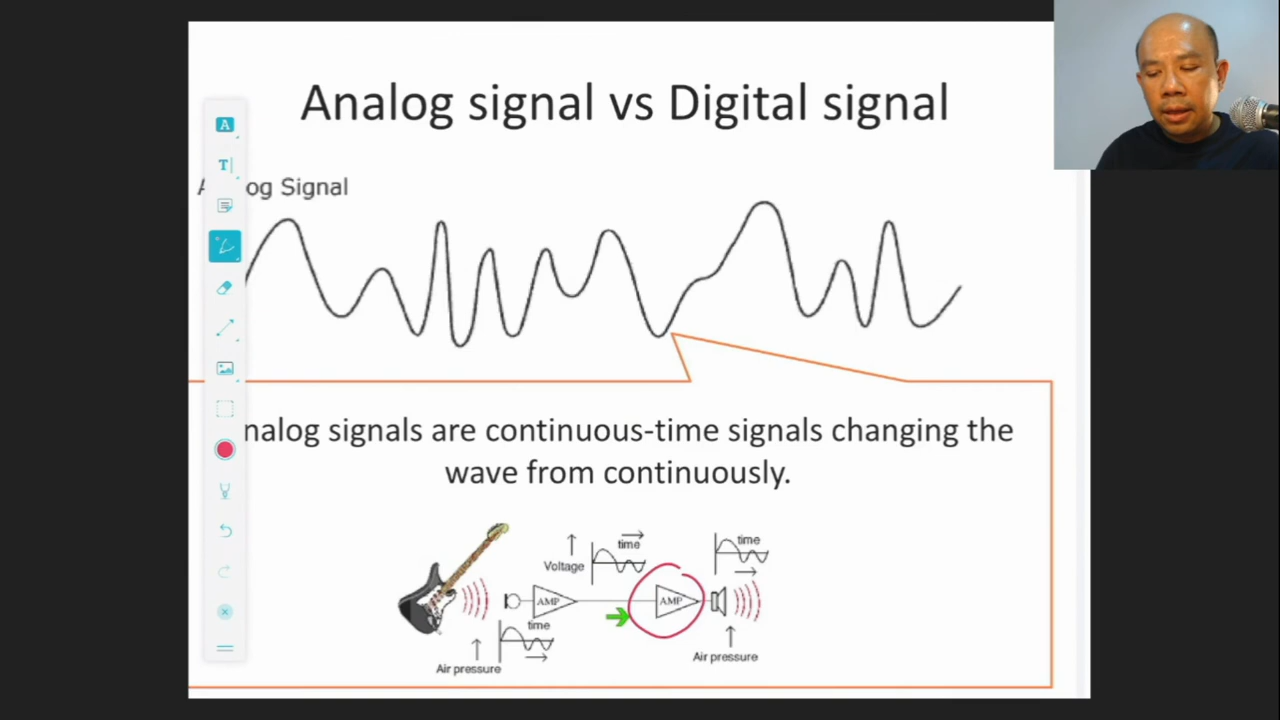 Analog signal vs Digital signal
A og Signal
nalog signals are continuous-time signals changing the
wave from continuously.
time
Voltage
time
AMP
AMP
time
Air pressure
Air pressure
A
T